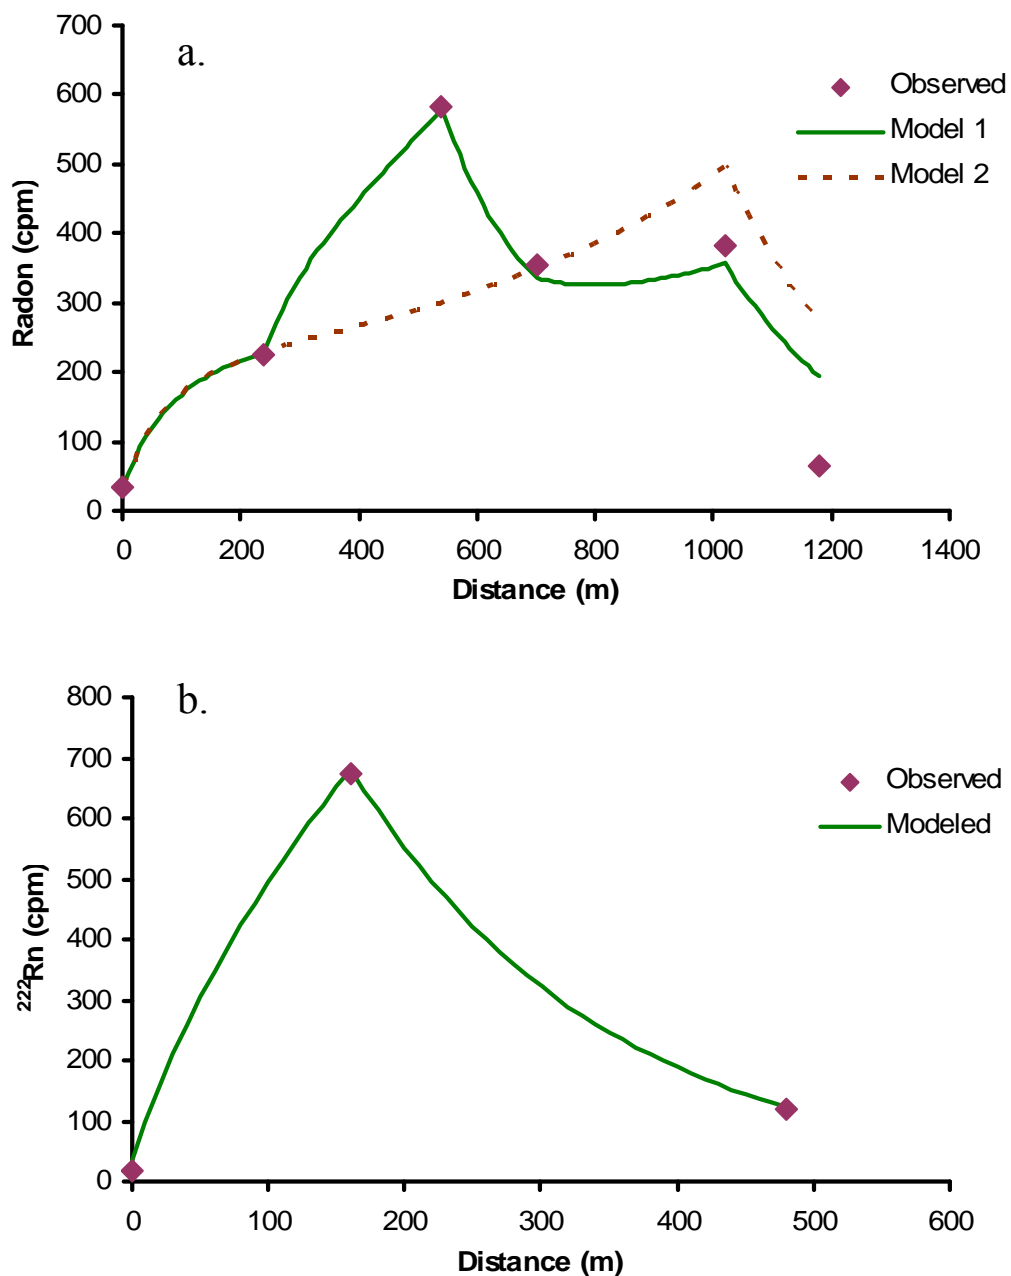 a.
700
600
500
400
300
200
100
0
Radon (cpm)
0 200 400 600 800 1000 1200 1400
Distance (m)
Observed
Model 1
Model 2
b.
800
700
600
500
400
300
200
100
0
²²²Rn (cpm)
0 100 200 300 400 500 600
Distance (m)
Observed
Modeled